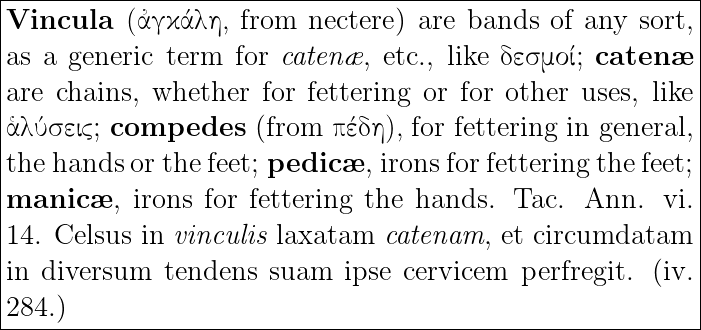 Vincula (ἀγκάλη, from nectere) are bands of any sort,
as a generic term for catenæ, etc., like δεσμοί; catenæ
are chains, whether for fettering or for other uses, like
ἁλύσεις; compedes (from πέδη), for fettering in general,
the hands or the feet; pedicæ, irons for fettering the feet;
manicæ, irons for fettering the hands. Tac. Ann. vi.
14. Celsus in vinculis laxatam catenam, et circumdatam
in diversum tendens suam ipse cervicem perfregit. (iv.
284.)